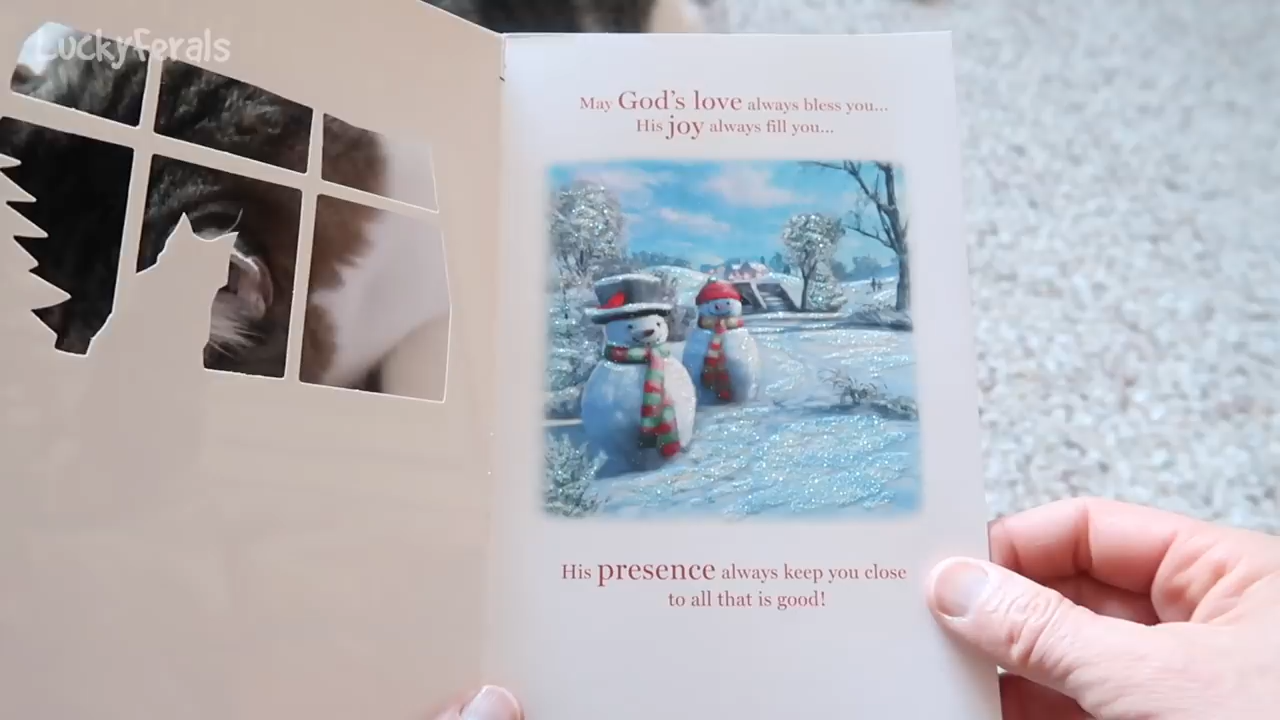 LuckyFerals
May God's love always bless you...
His joy always fill you...
His presence always keep you close
to all that is good!